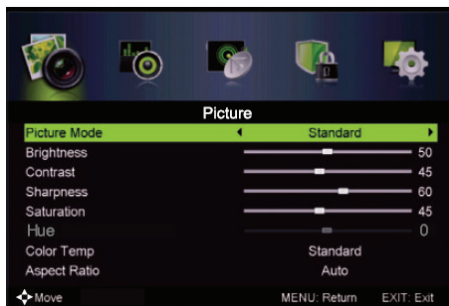 Picture
Picture Mode Standard
Brightness 50
Contrast 45
Sharpness 60
Saturation 45
Hue 0
Color Temp Standard
Aspect Ratio Auto
Move MENU: Return EXIT: Exit